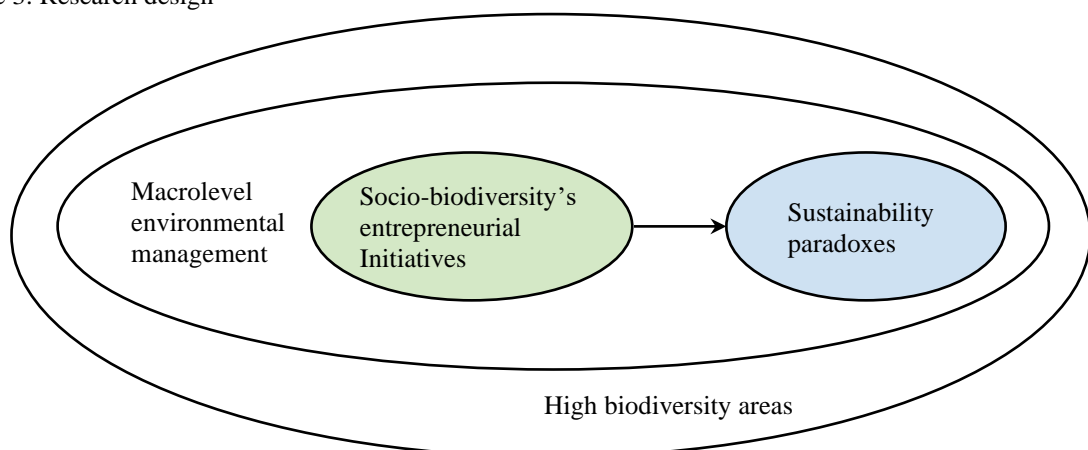 3. Research design
Macrolevel
environmental
management
Socio-biodiversity’s
entrepreneurial
Initiatives
Sustainability
paradoxes
High biodiversity areas